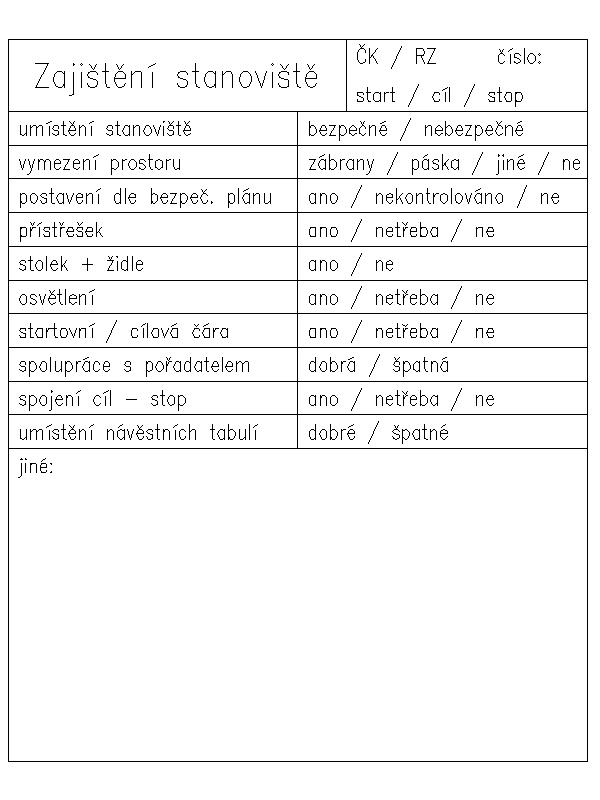 Zajištění stanoviště
ČK / RZ číslo:
start / cíl / stop
umístění stanoviště bezpečné / nebezpečné
vymezení prostoru zábrany / páska / jiné / ne
postavení dle bezpeč. plánu ano / nekontrolováno / ne
přístřešek ano / netřeba / ne
stolek + židle ano / ne
osvětlení ano / netřeba / ne
startovní / cílová čára ano / netřeba / ne
spolupráce s pořadatelem dobrá / špatná
spojení cíl – stop ano / netřeba / ne
umístění návěstních tabulí dobré / špatné
jiné: